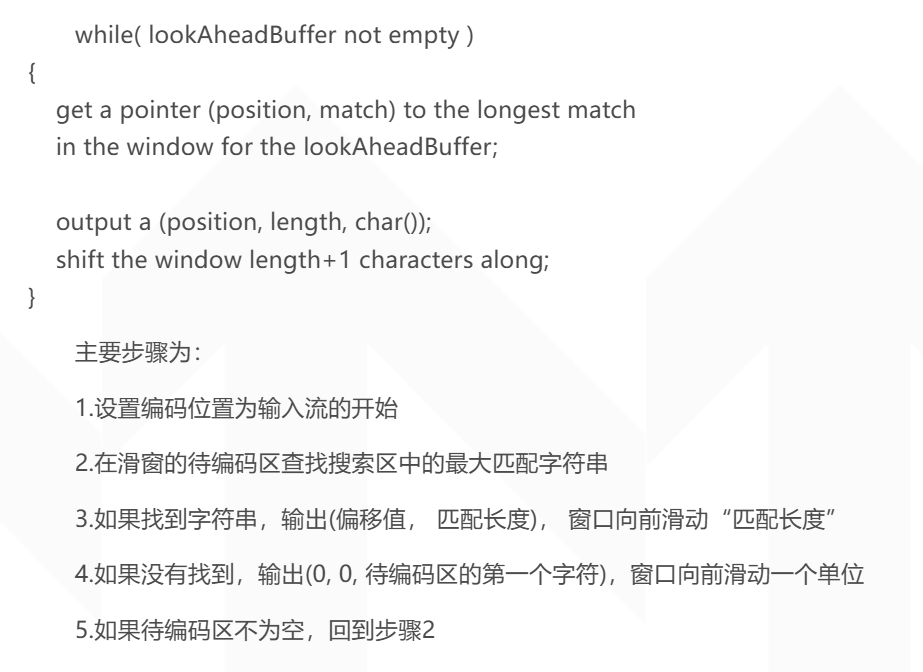 while( lookAheadBuffer not empty )
{
get a pointer (position, match) to the longest match
in the window for the lookAheadBuffer;
output a (position, length, char());
shift the window length+1 characters along;
}
主要步骤为：
1.设置编码位置为输入流的开始
2.在滑窗的待编码区查找搜索区中的最大匹配字符串
3.如果找到字符串，输出(偏移值， 匹配长度)， 窗口向前滑动“匹配长度”
4.如果没有找到，输出(0, 0, 待编码区的第一个字符)，窗口向前滑动一个单位
5.如果待编码区不为空，回到步骤2